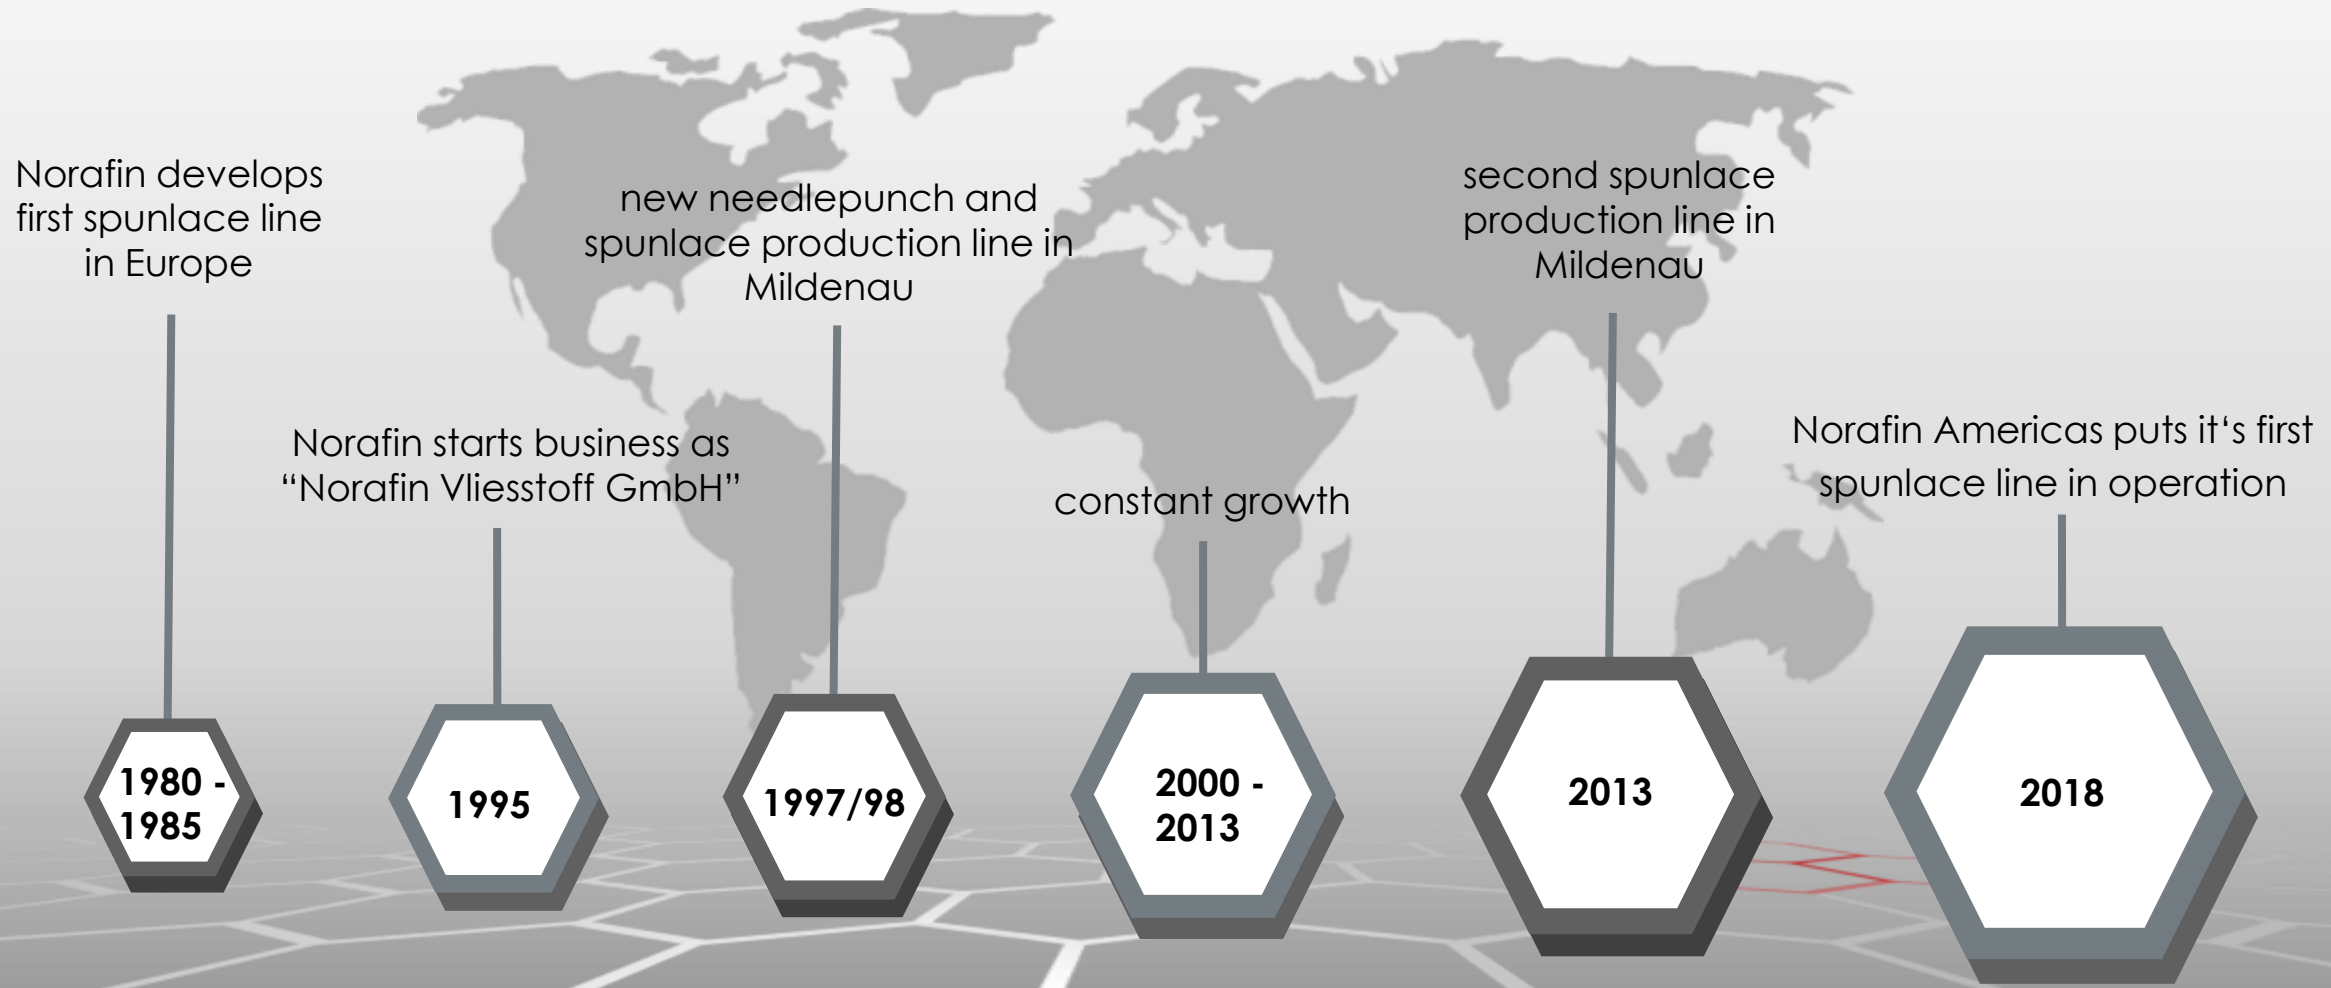 Norafin develops
first spunlace line
in Europe
1980 -
1985
Norafin starts business as
“Norafin Vliesstoff GmbH”
1995
new needlepunch and
spunlace production line in
Mildenau
1997/98
constant growth
2000 -
2013
second spunlace
production line in
Mildenau
2013
Norafin Americas puts it‘s first
spunlace line in operation
2018